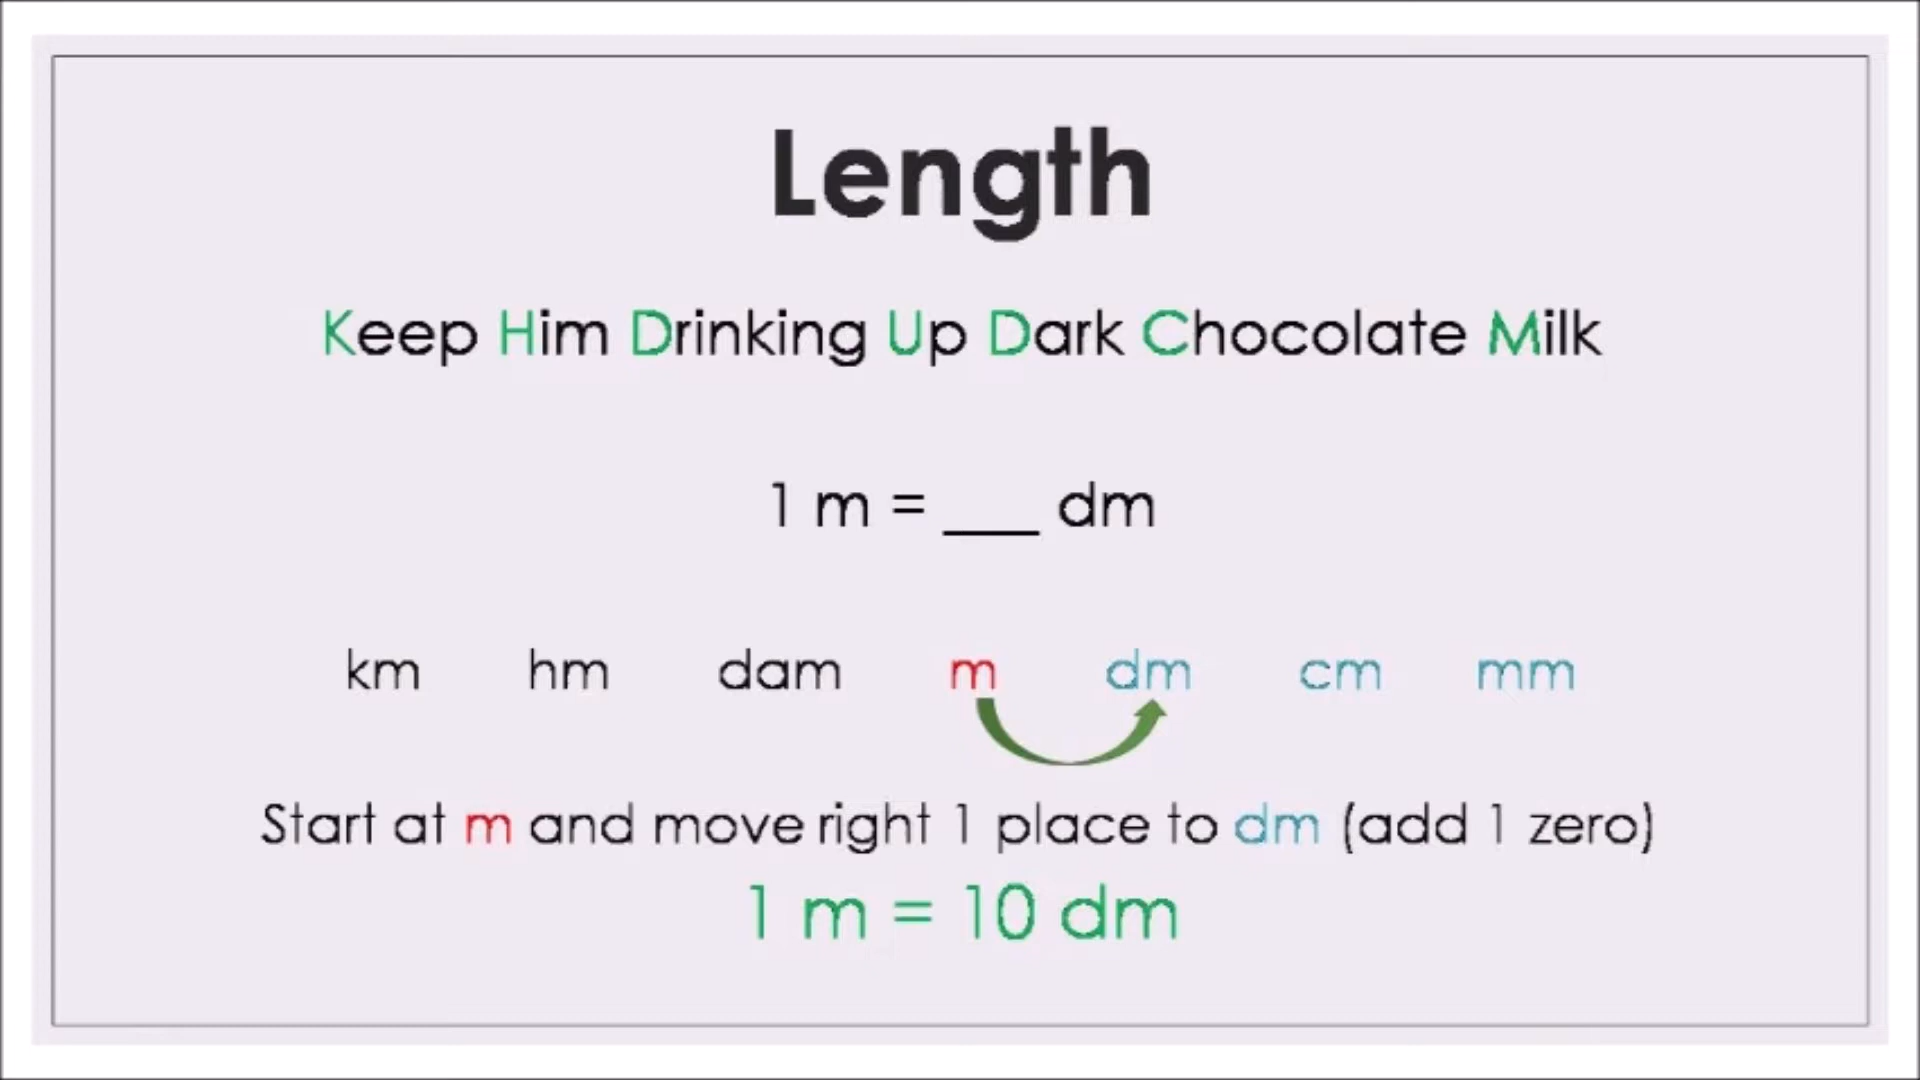 Length
Keep Him Drinking Up Dark Chocolate Milk
1 m = ___ dm
km hm dam m dm cm mm
Start at m and move right 1 place to dm (add 1 zero)
1 m = 10 dm